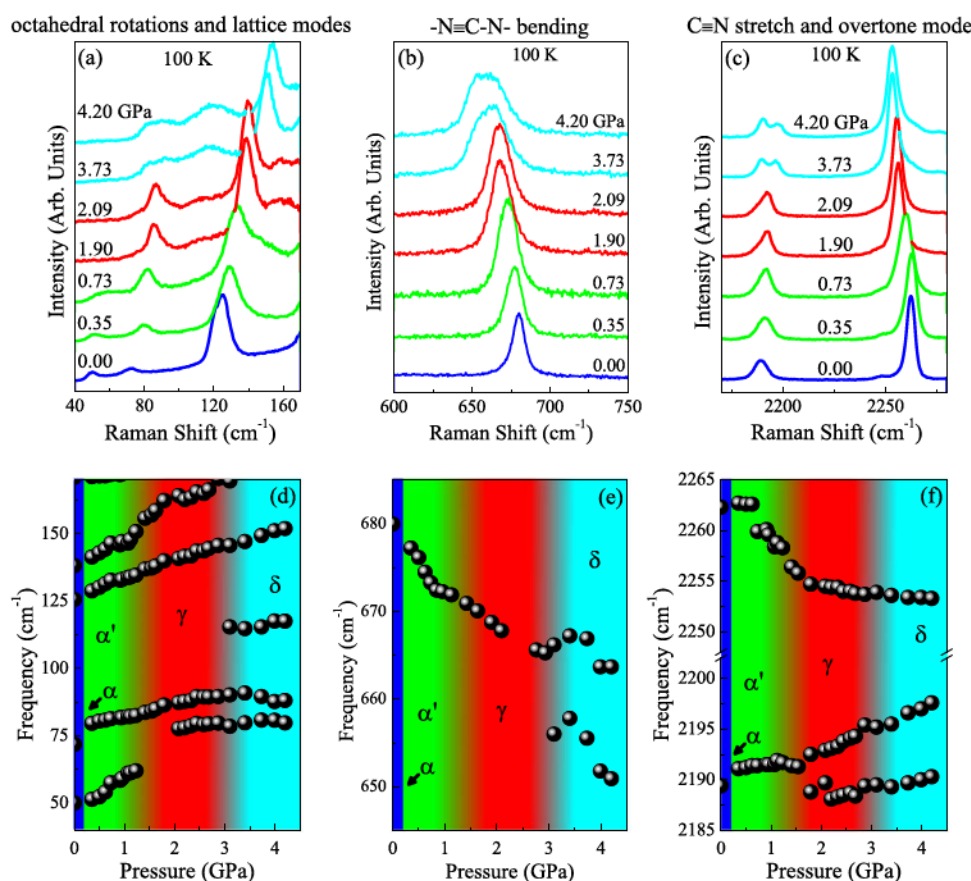 octahedral rotations and lattice modes
-N≡C-N- bending
C≡N stretch and overtone mode
(a)
100 K
4.20 GPa
3.73
2.09
1.90
0.73
0.35
0.00
Intensity (Arb. Units)
40 80 120 160
Raman Shift (cm-1)
(b)
100 K
4.20 GPa
3.73
2.09
1.90
0.73
0.35
0.00
Intensity (Arb. Units)
600 650 700 750
Raman Shift (cm-1)
(c)
100 K
4.20 GPa
3.73
2.09
1.90
0.73
0.35
0.00
Intensity (Arb. Units)
2200 2250
Raman Shift (cm-1)
(d)
150
125
100
75
50
Frequency (cm-1)
α'
α
γ
δ
0 1 2 3 4
Pressure (GPa)
(e)
680
670
660
650
Frequency (cm-1)
α'
α
γ
δ
0 1 2 3 4
Pressure (GPa)
(f)
2265
2260
2255
2250
2200
2195
2190
2185
Frequency (cm-1)
α'
α
γ
δ
0 1 2 3 4
Pressure (GPa)